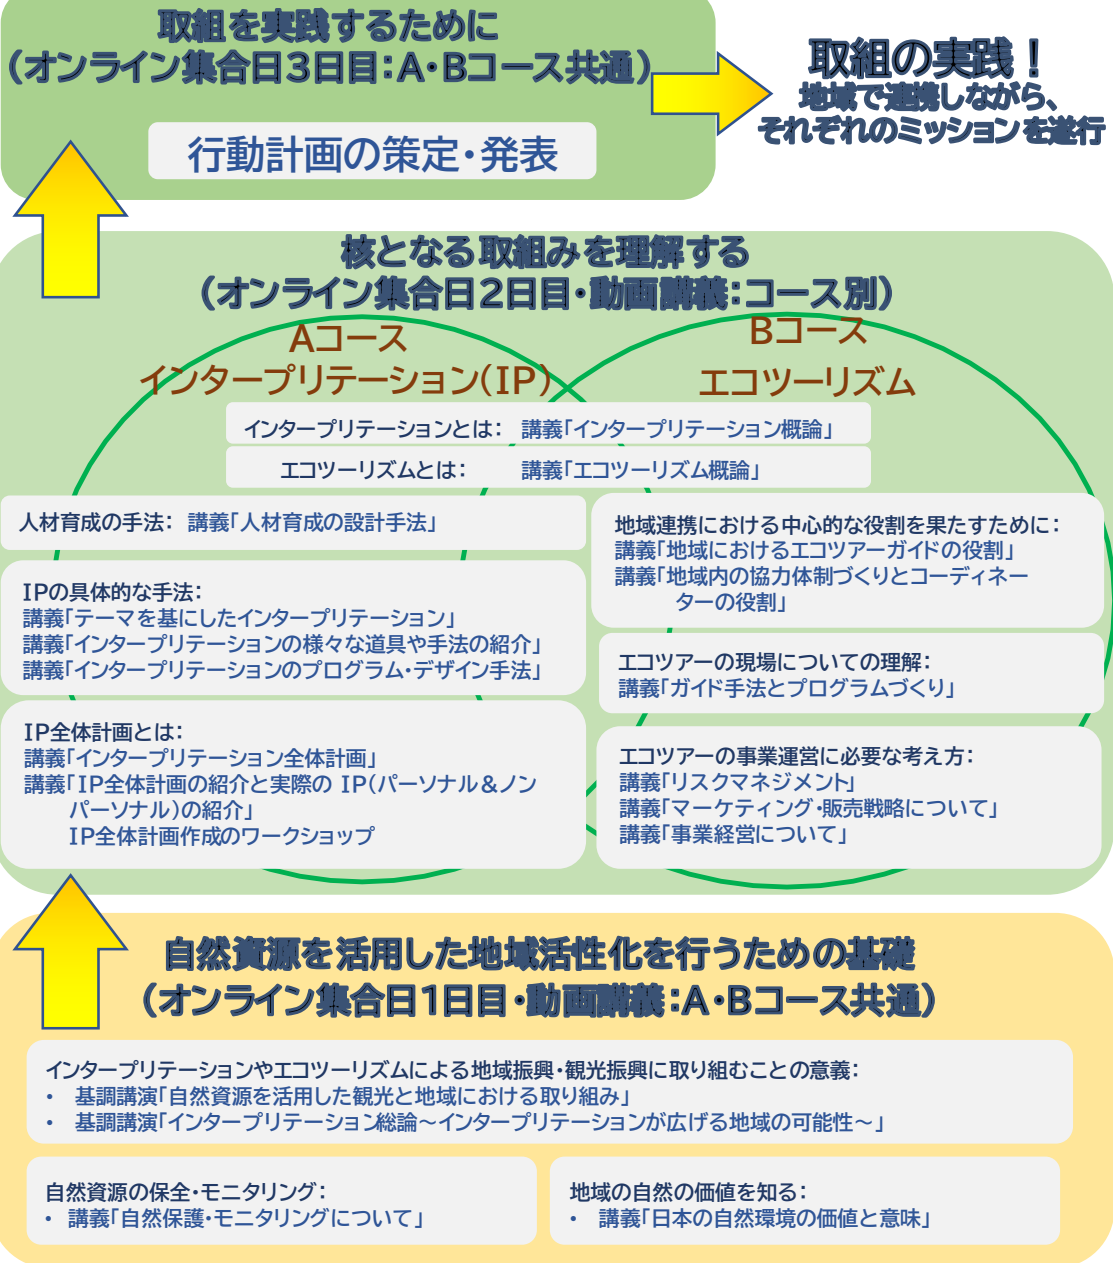 取組を実践するために
（オンライン集合日3日目：A・Bコース共通）
行動計画の策定・発表
取組の実践！
地域で連携しながら、
それぞれのミッションを遂行
核となる取組みを理解する
（オンライン集合日2日目・動画講義：コース別）
Aコース
インタープリテーション（IP）
Bコース
エコツーリズム
インタープリテーションとは： 講義「インタープリテーション概論」
エコツーリズムとは： 講義「エコツーリズム概論」
人材育成の手法： 講義「人材育成の設計手法」
IPの具体的な手法：
講義「テーマを基にしたインタープリテーション」
講義「インタープリテーションの様々な道具や手法の紹介」
講義「インタープリテーションのプログラム・デザイン手法」
IP全体計画とは：
講義「インタープリテーション全体計画」
講義「IP全体計画の紹介と実際の IP（パーソナル＆ノン
パーソナル）の紹介」
IP全体計画作成のワークショップ
地域連携における中心的な役割を果たすために：
講義「地域におけるエコツアーガイドの役割」
講義「地域内の協力体制づくりとコーディネー
ターの役割」
エコツアーの現場についての理解：
講義「ガイド手法とプログラムづくり」
エコツアーの事業運営に必要な考え方：
講義「リスクマネジメント」
講義「マーケティング・販売戦略について」
講義「事業経営について」
自然資源を活用した地域活性化を行うための基礎
（オンライン集合日1日目・動画講義：A・Bコース共通）
インタープリテーションやエコツーリズムによる地域振興・観光振興に取り組むことの意義：
• 基調講演「自然資源を活用した観光と地域における取り組み」
• 基調講演「インタープリテーション総論～インタープリテーションが広げる地域の可能性～」
自然資源の保全・モニタリング：
• 講義「自然保護・モニタリングについて」
地域の自然の価値を知る：
• 講義「日本の自然環境の価値と意味」